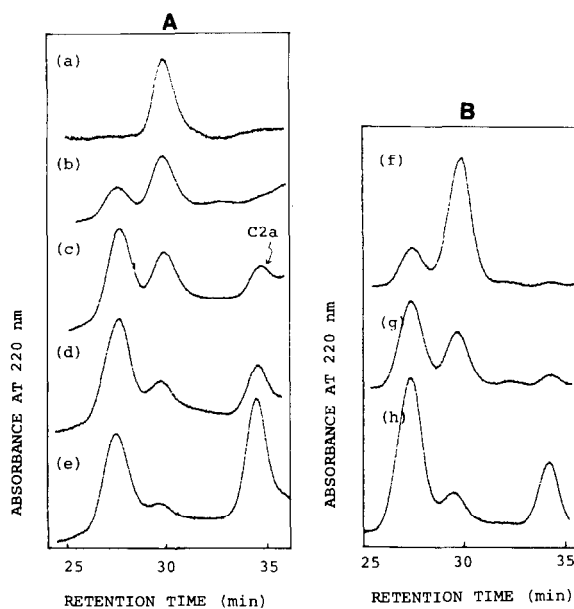 A
(a)
(b)
C2a
(c)
(d)
(e)
ABSORBANCE AT 220 nm
25 30 35
RETENTION TIME (min)
B
(f)
(g)
(h)
ABSORBANCE AT 220 nm
25 30 35
RETENTION TIME (min)